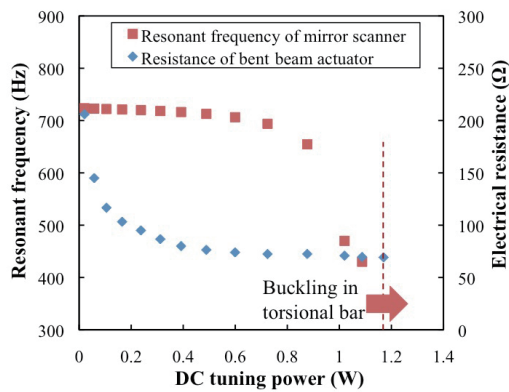 900
800
700
600
500
400
300
Resonant frequency (Hz)
Resonant frequency of mirror scanner
Resistance of bent beam actuator
300
250
200
150
100
50
0
Electrical resistance (Ω)
Buckling in
torsional bar
0 0.2 0.4 0.6 0.8 1 1.2 1.4
DC tuning power (W)